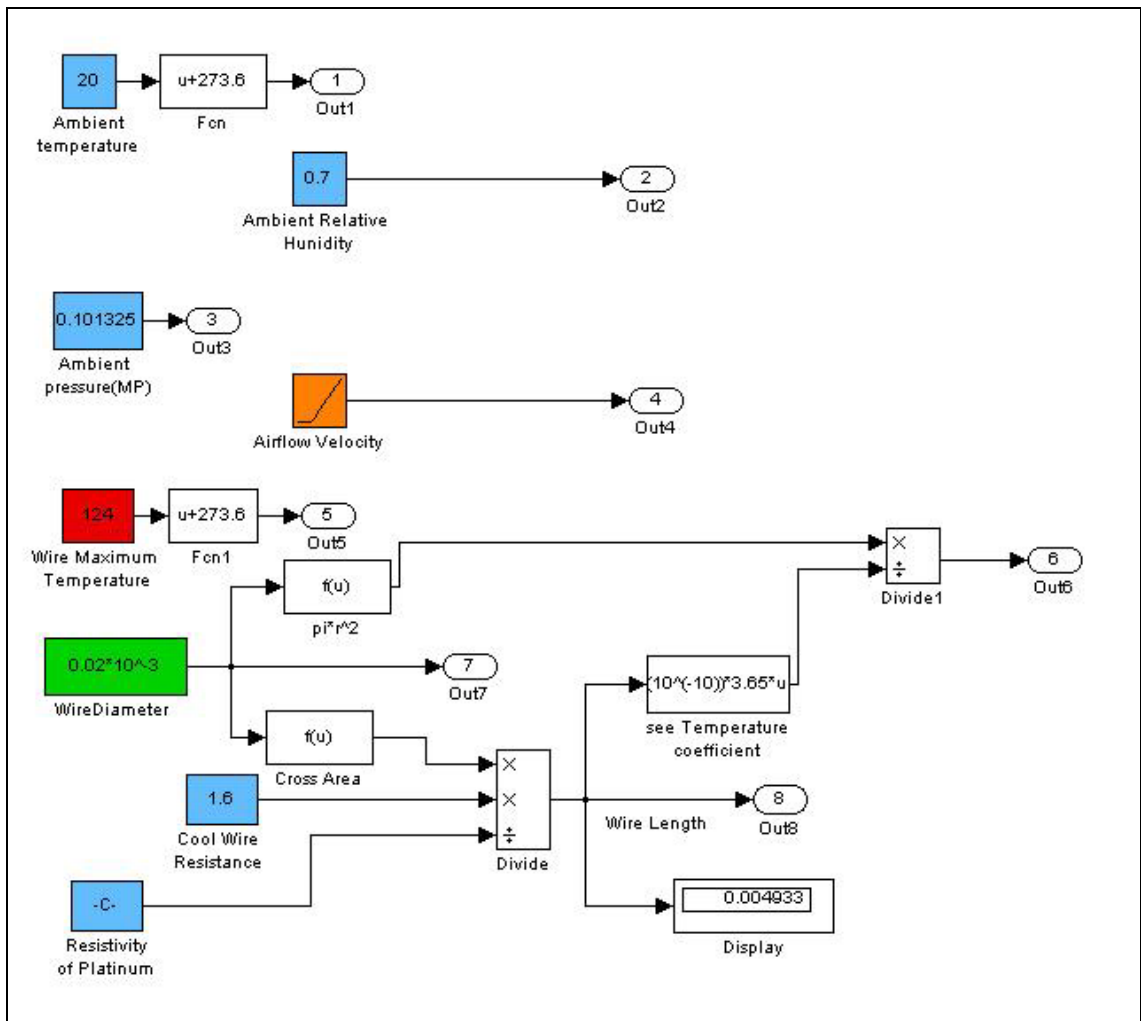 20
u+273.6
1
Out1
Ambient
temperature
Fcn
0.7
2
Out2
Ambient Relative
Hunidity
0.101325
3
Out3
Ambient
pressure(MP)
4
Out4
Airflow Velocity
124
u+273.6
5
Out5
Wire Maximum
Temperature
Fcn1
×
÷
Divide1
6
Out6
f(u)
pi*r^2
0.02*10^-3
WireDiameter
7
Out7
(10^(-10))*3.65*u
see Temperature
coefficient
f(u)
Cross Area
1.6
Cool Wire
Resistance
×
×
÷
Divide
Wire Length
8
Out8
-C-
Resistivity
of Platinum
0.004933
Display